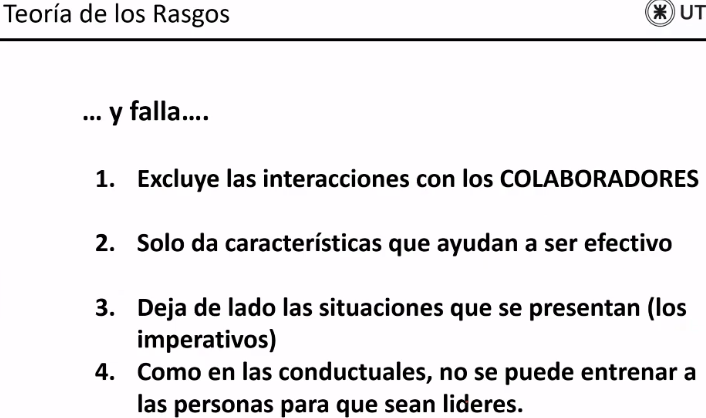 Teoría de los Rasgos
UT
... y falla....
1. Excluye las interacciones con los COLABORADORES
2. Solo da características que ayudan a ser efectivo
3. Deja de lado las situaciones que se presentan (los
imperativos)
4. Como en las conductuales, no se puede entrenar a
las personas para que sean lideres.